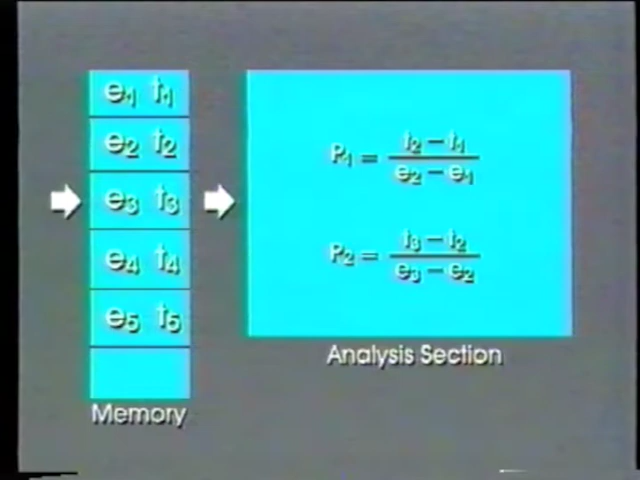 e₁ t₁
e₂ t₂
e₃ t₃
e₄ t₄
e₅ t₅
Memory
P₁ = (t₂ − t₁) / (e₂ − e₁)
P₂ = (t₃ − t₂) / (e₃ − e₂)
Analysis Section